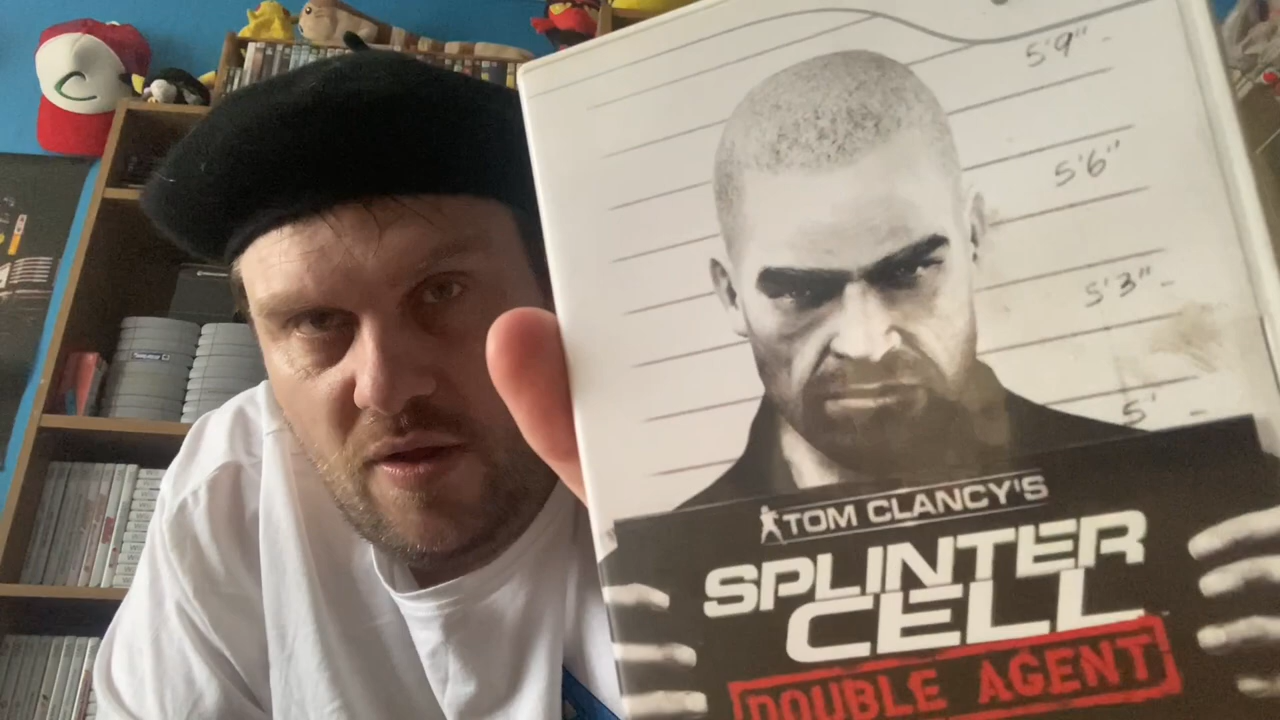 5'9"
5'6"
5'3"
5"
TOM CLANCY'S
SPLINTER
CELL
DOUBLE AGENT